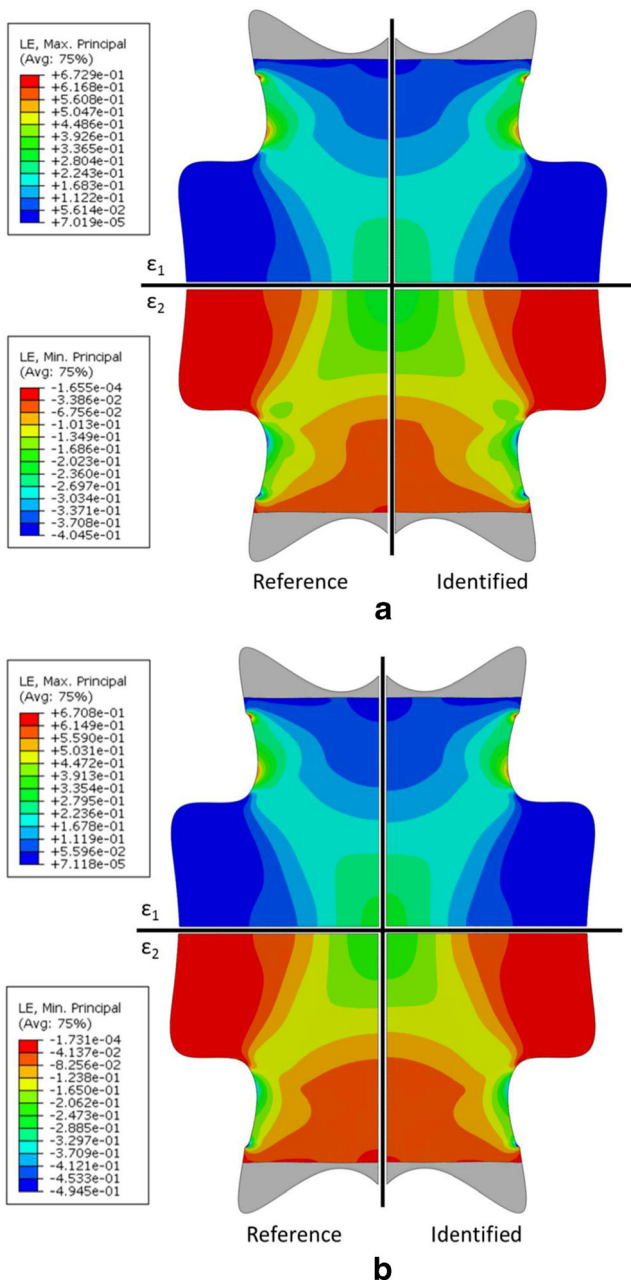 LE, Max. Principal
(Avg: 75%)
+6.729e-01
+6.168e-01
+5.608e-01
+5.047e-01
+4.486e-01
+3.926e-01
+3.365e-01
+2.804e-01
+2.243e-01
+1.683e-01
+1.122e-01
+5.614e-02
+7.019e-05
ε1
ε2
LE, Min. Principal
(Avg: 75%)
-1.655e-04
-3.386e-02
-6.756e-02
-1.013e-01
-1.349e-01
-1.686e-01
-2.023e-01
-2.360e-01
-2.697e-01
-3.034e-01
-3.371e-01
-3.708e-01
-4.045e-01
Reference Identified
a
LE, Max. Principal
(Avg: 75%)
+6.708e-01
+6.149e-01
+5.590e-01
+5.031e-01
+4.472e-01
+3.913e-01
+3.354e-01
+2.795e-01
+2.236e-01
+1.678e-01
+1.119e-01
+5.596e-02
+7.118e-05
ε1
ε2
LE, Min. Principal
(Avg: 75%)
-1.731e-04
-4.137e-02
-8.256e-02
-1.238e-01
-1.650e-01
-2.062e-01
-2.473e-01
-2.885e-01
-3.297e-01
-3.709e-01
-4.121e-01
-4.533e-01
-4.945e-01
Reference Identified
b